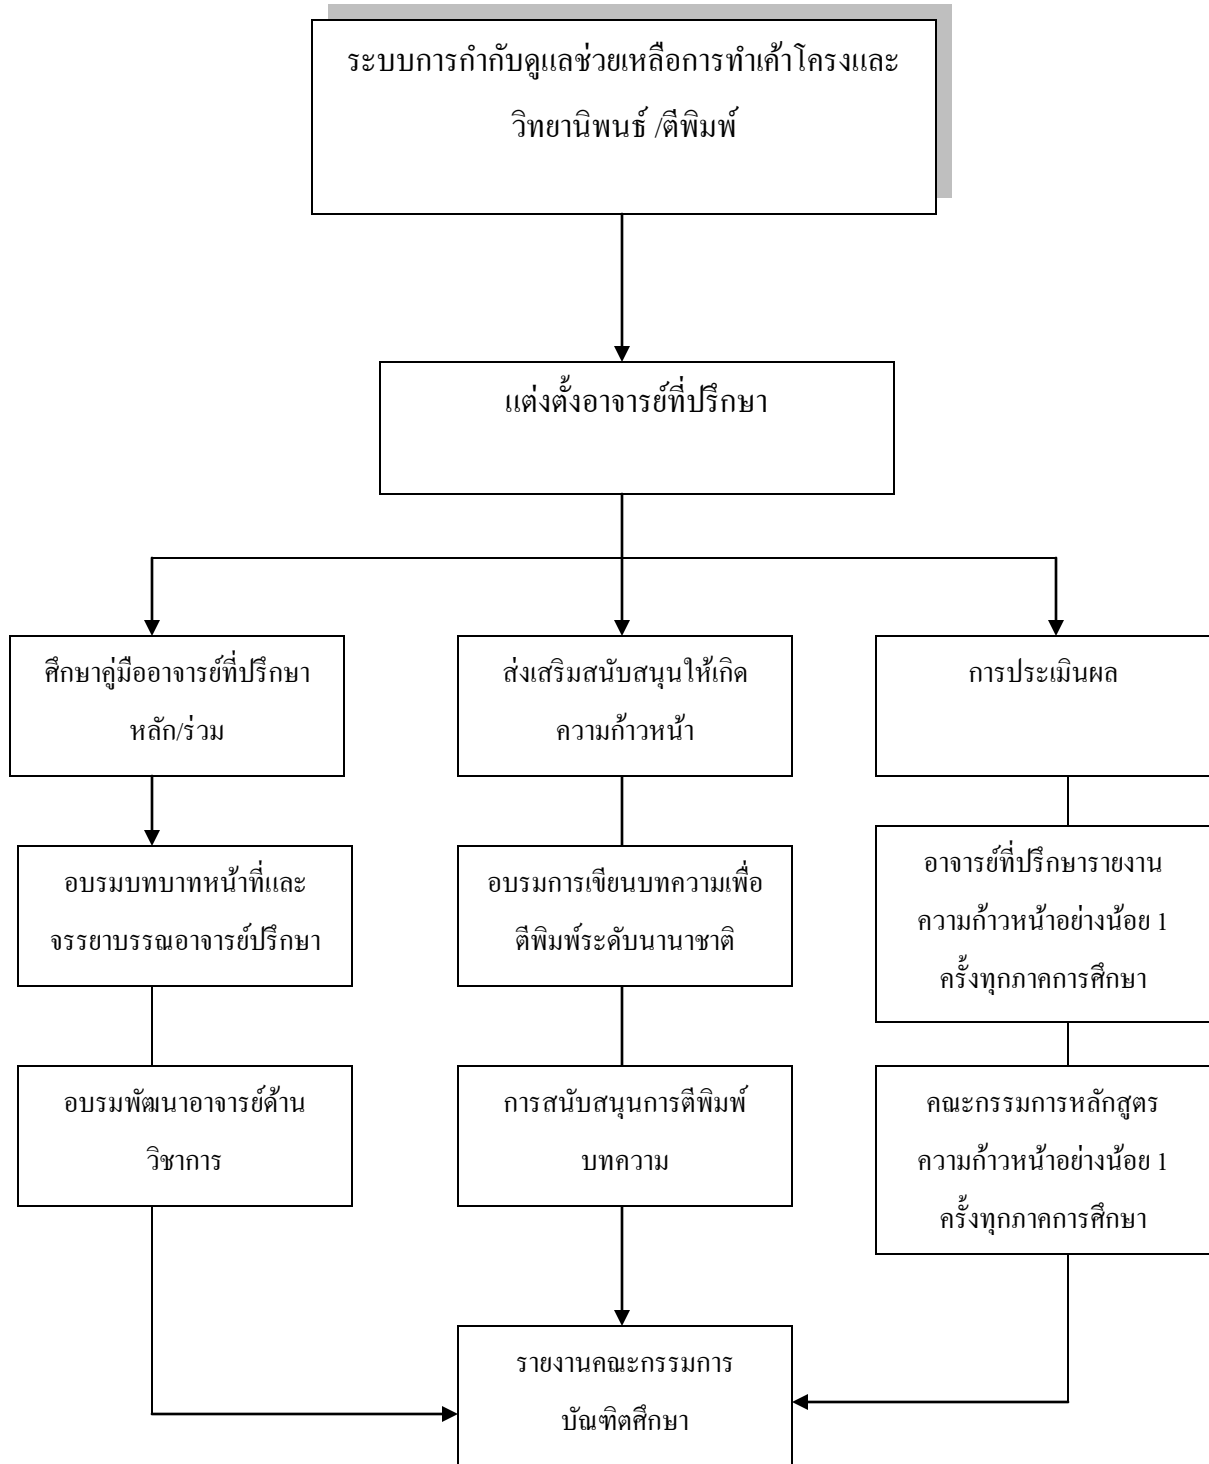 ระบบการกำกับดูแลช่วยเหลือการทำเค้าโครงและ
วิทยานิพนธ์ /ตีพิมพ์
แต่งตั้งอาจารย์ที่ปรึกษา
ศึกษาคู่มืออาจารย์ที่ปรึกษา
หลัก/ร่วม
ส่งเสริมสนับสนุนให้เกิด
ความก้าวหน้า
การประเมินผล
อบรมบทบาทหน้าที่และ
จรรยาบรรณอาจารย์ปรึกษา
อบรมการเขียนบทความเพื่อ
ตีพิมพ์ระดับนานาชาติ
อาจารย์ที่ปรึกษารายงาน
ความก้าวหน้าอย่างน้อย 1
ครั้งทุกภาคการศึกษา
อบรมพัฒนาอาจารย์ด้าน
วิชาการ
การสนับสนุนการตีพิมพ์
บทความ
คณะกรรมการหลักสูตร
ความก้าวหน้าอย่างน้อย 1
ครั้งทุกภาคการศึกษา
รายงานคณะกรรมการ
บัณฑิตศึกษา